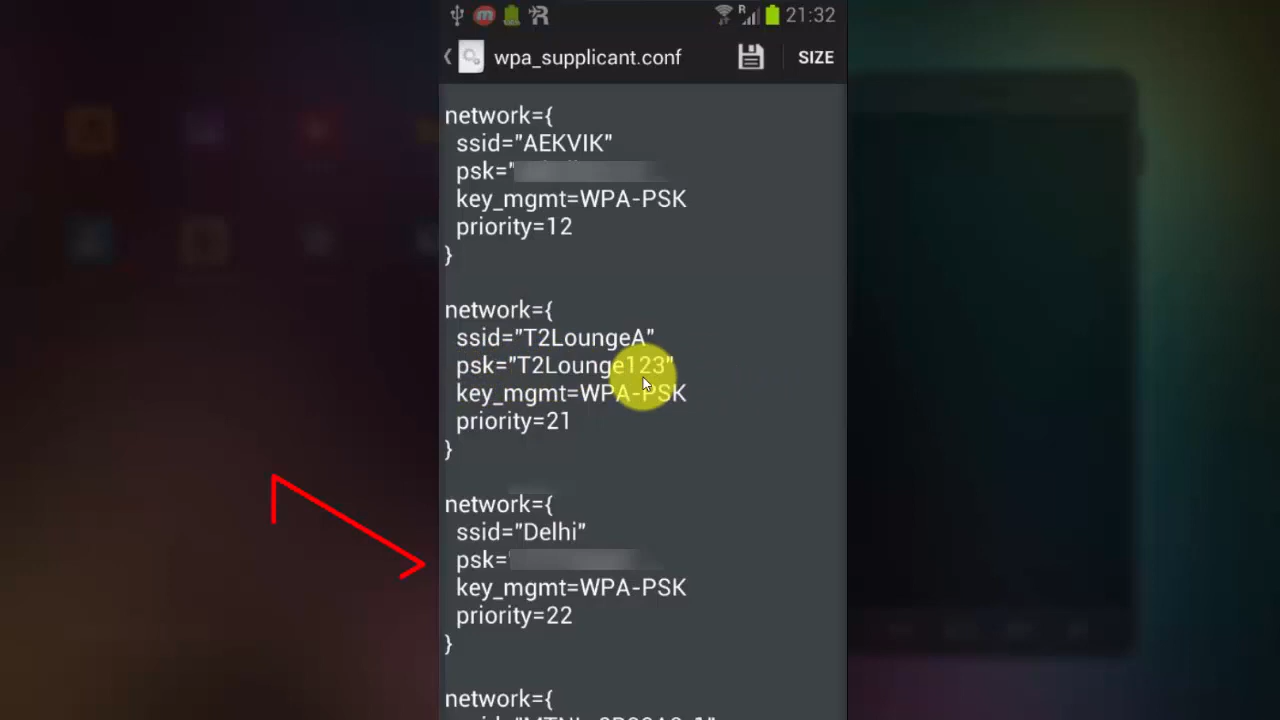 21:32
wpa_supplicant.conf
SIZE
network={
ssid="AEKVIK"
psk="
key_mgmt=WPA-PSK
priority=12
}
network={
ssid="T2LoungeA"
psk="T2Lounge123"
key_mgmt=WPA-PSK
priority=21
}
network={
ssid="Delhi"
psk=
key_mgmt=WPA-PSK
priority=22
}
network={